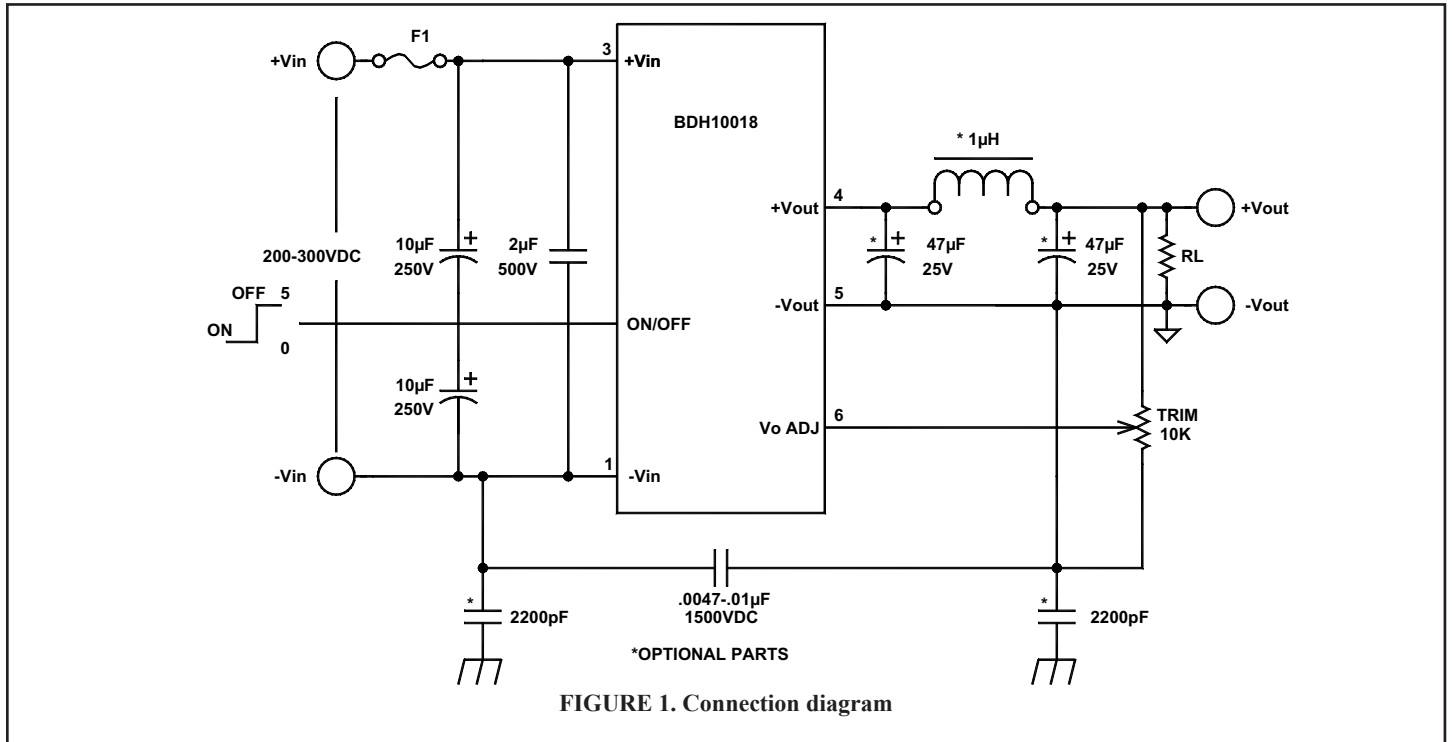 F1
+Vin
3
+Vin
BDH10018
* 1µH
+Vout
4
+Vout
10µF
250V
+
2µF
500V
*
+
47µF
25V
*
+
47µF
25V
RL
200-300VDC
OFF 5
ON
0
ON/OFF
-Vout
5
-Vout
10µF
250V
+
Vo ADJ
6
TRIM
10K
-Vin
1
-Vin
*
2200pF
.0047-.01µF
1500VDC
*
2200pF
*OPTIONAL PARTS
FIGURE 1. Connection diagram